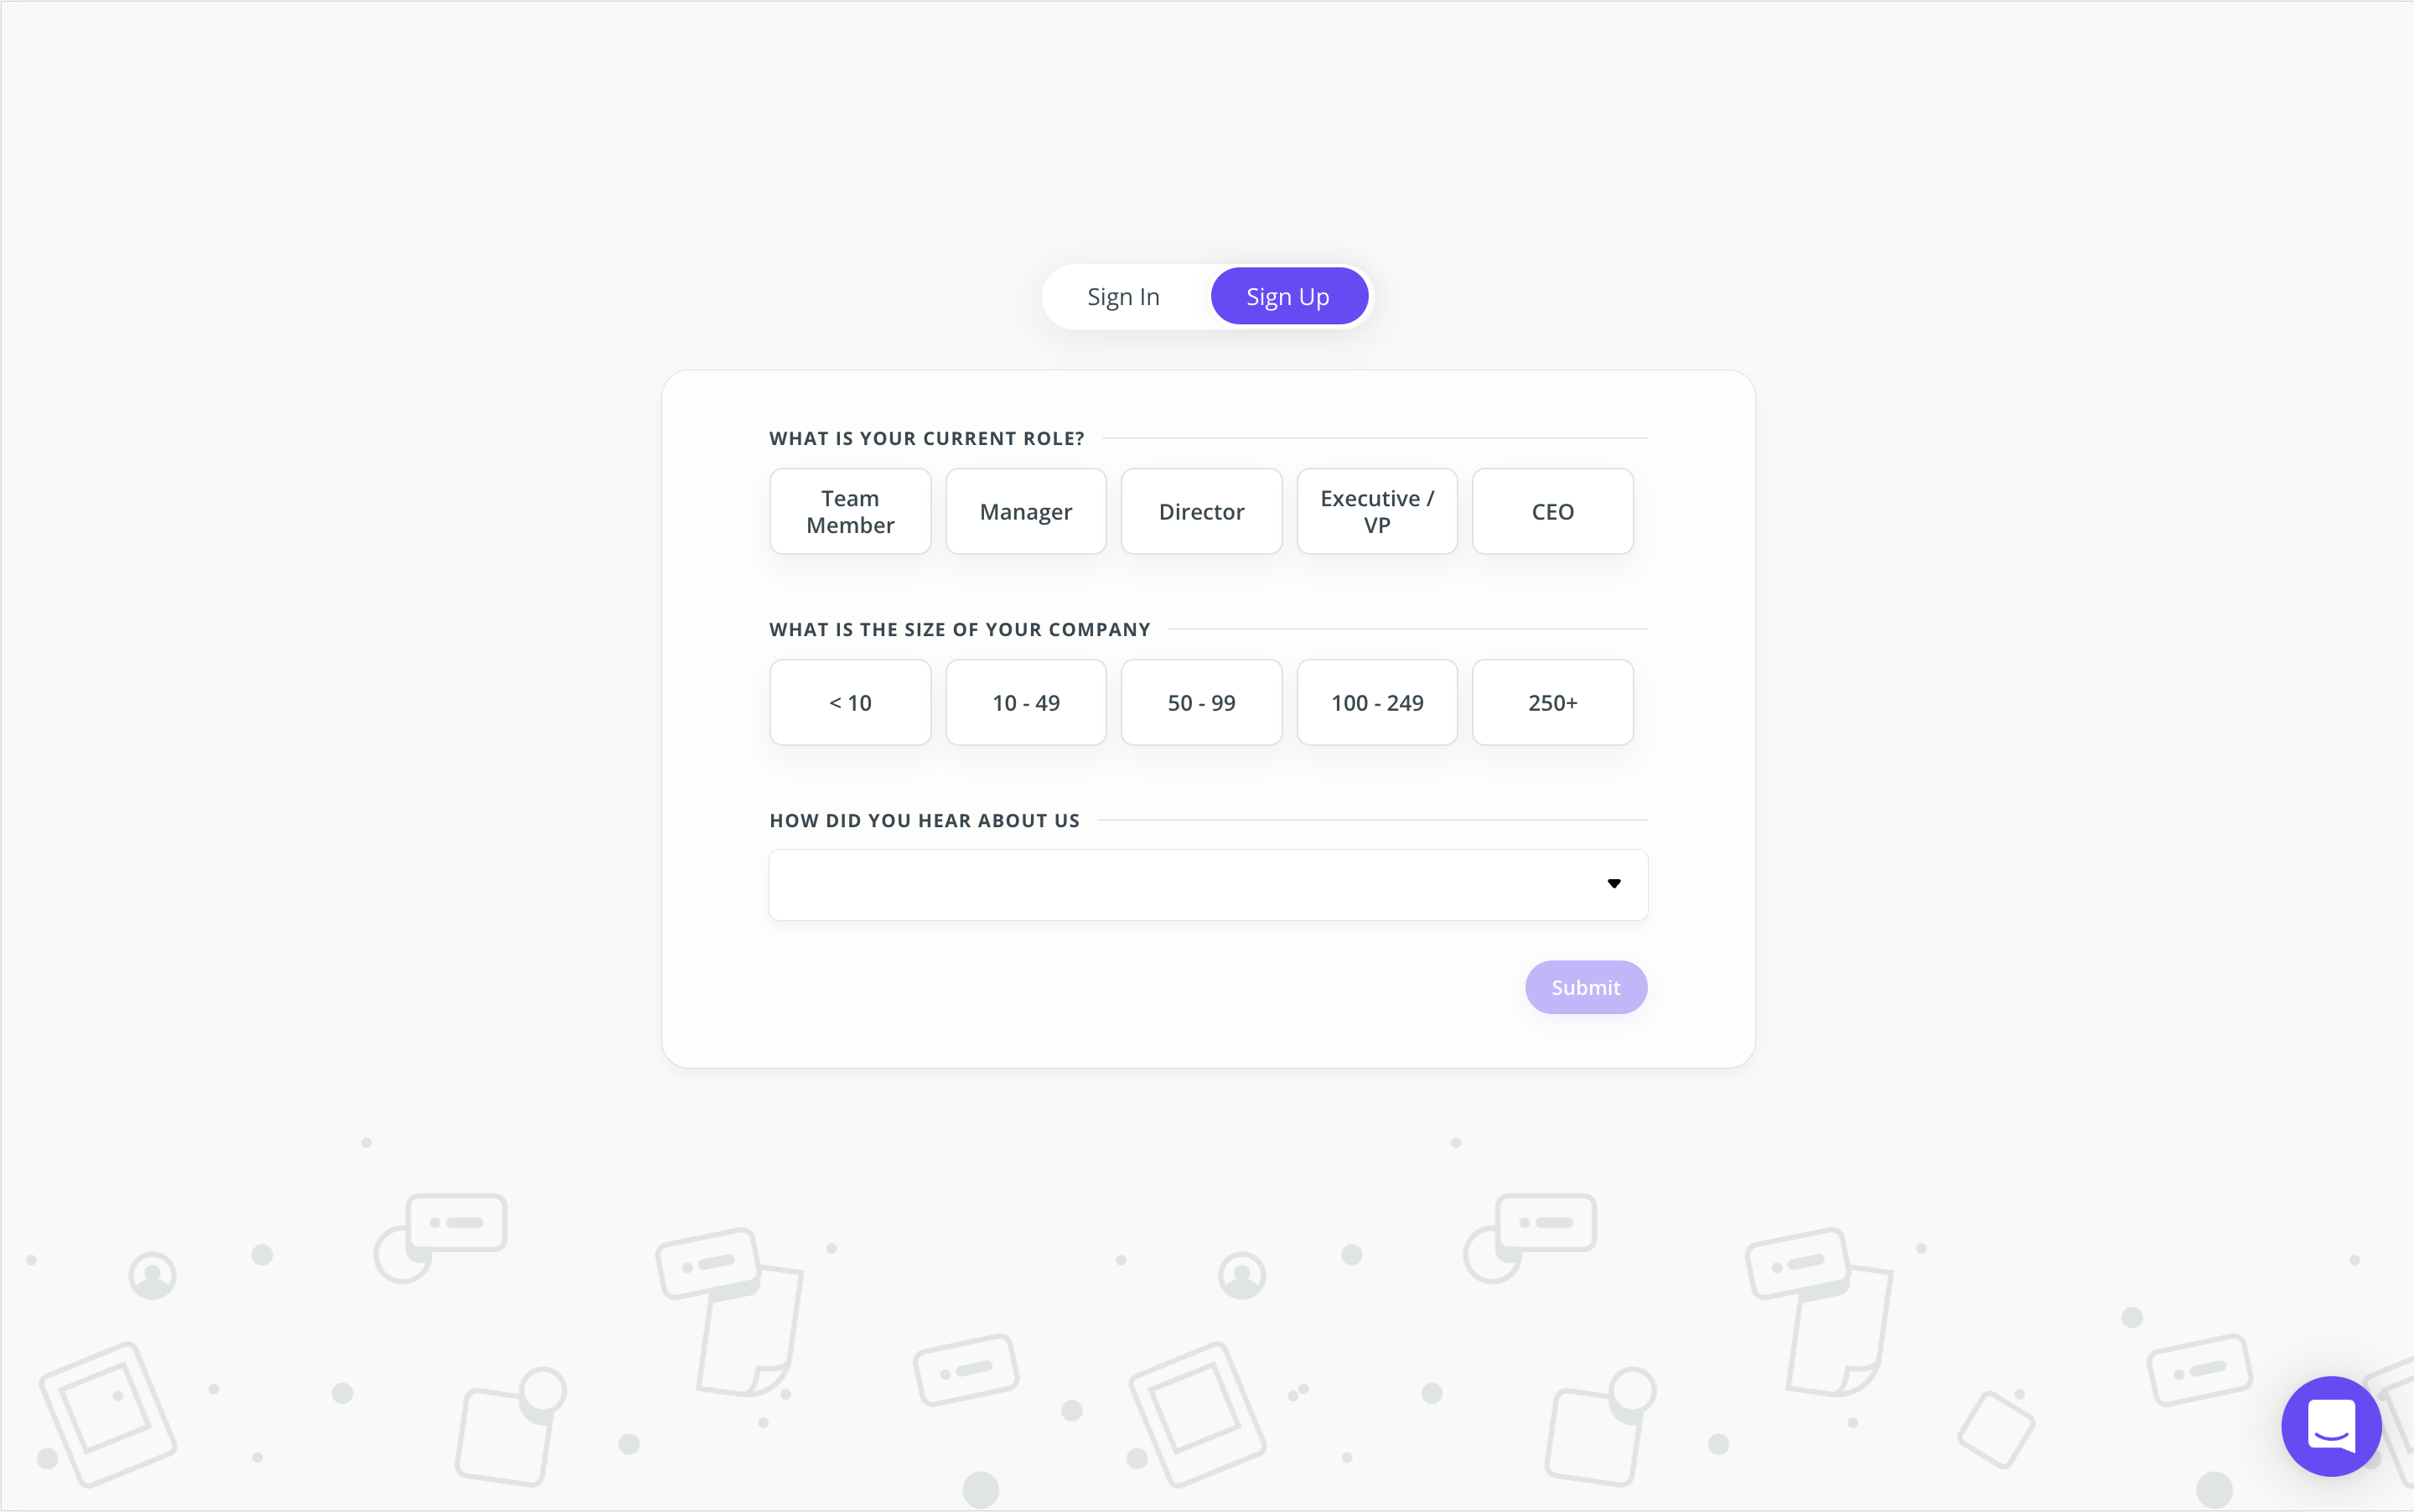 Sign In
Sign Up
WHAT IS YOUR CURRENT ROLE?
Team
Member
Manager
Director
Executive /
VP
CEO
WHAT IS THE SIZE OF YOUR COMPANY
< 10
10 - 49
50 - 99
100 - 249
250+
HOW DID YOU HEAR ABOUT US
Submit